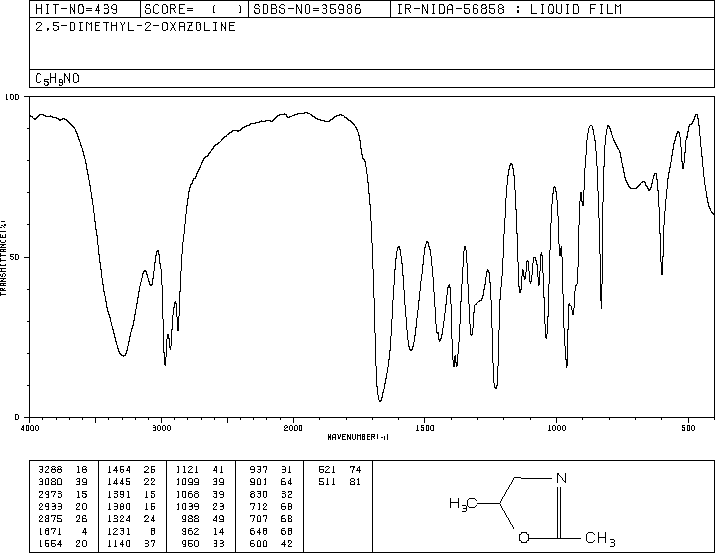 HIT-NO=439 SCORE= ( ) SDBS-NO=35986 IR-NIDA-56858 : LIQUID FILM
2,5-DIMETHYL-2-OXAZOLINE
C5H9NO
100
50
0
TRANSMITTANCE(%)
4000 3000 2000 1500 1000 500
WAVENUMBER(-1)
3288 18 1464 26 1121 41 937 31 521 74
3080 39 1445 22 1099 39 901 64 511 81
2973 15 1391 15 1068 39 830 32
2933 20 1380 16 1039 23 712 68
2875 26 1324 24 988 49 707 68
1671 4 1231 8 962 14 648 68
1554 20 1140 37 950 33 600 42
N
H3C
O
CH3